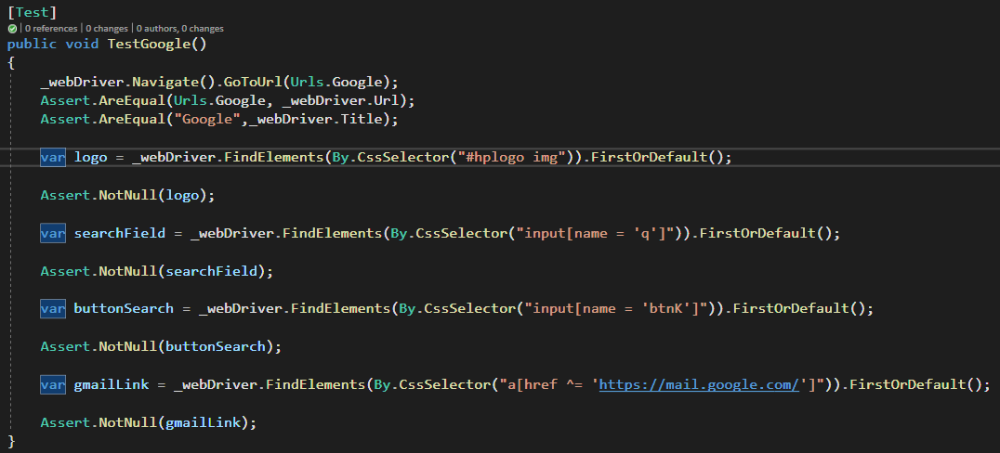 [Test]
| 0 references | 0 changes | 0 authors, 0 changes
public void TestGoogle()
{
_webDriver.Navigate().GoToUrl(Urls.Google);
Assert.AreEqual(Urls.Google, _webDriver.Url);
Assert.AreEqual("Google",_webDriver.Title);
var logo = _webDriver.FindElements(By.CssSelector("#hplogo img")).FirstOrDefault();
Assert.NotNull(logo);
var searchField = _webDriver.FindElements(By.CssSelector("input[name = 'q']")).FirstOrDefault();
Assert.NotNull(searchField);
var buttonSearch = _webDriver.FindElements(By.CssSelector("input[name = 'btnK']")).FirstOrDefault();
Assert.NotNull(buttonSearch);
var gmailLink = _webDriver.FindElements(By.CssSelector("a[href ^= 'https://mail.google.com/']")).FirstOrDefault();
Assert.NotNull(gmailLink);
}